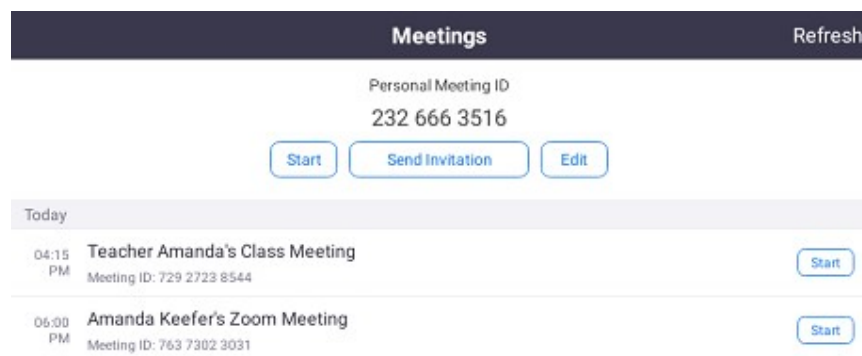 Meetings Refresh
Personal Meeting ID
232 666 3516
Start Send Invitation Edit
Today
04:15 PM Teacher Amanda's Class Meeting
Meeting ID: 729 2723 8544
Start
06:00 PM Amanda Keefer's Zoom Meeting
Meeting ID: 763 7302 3031
Start